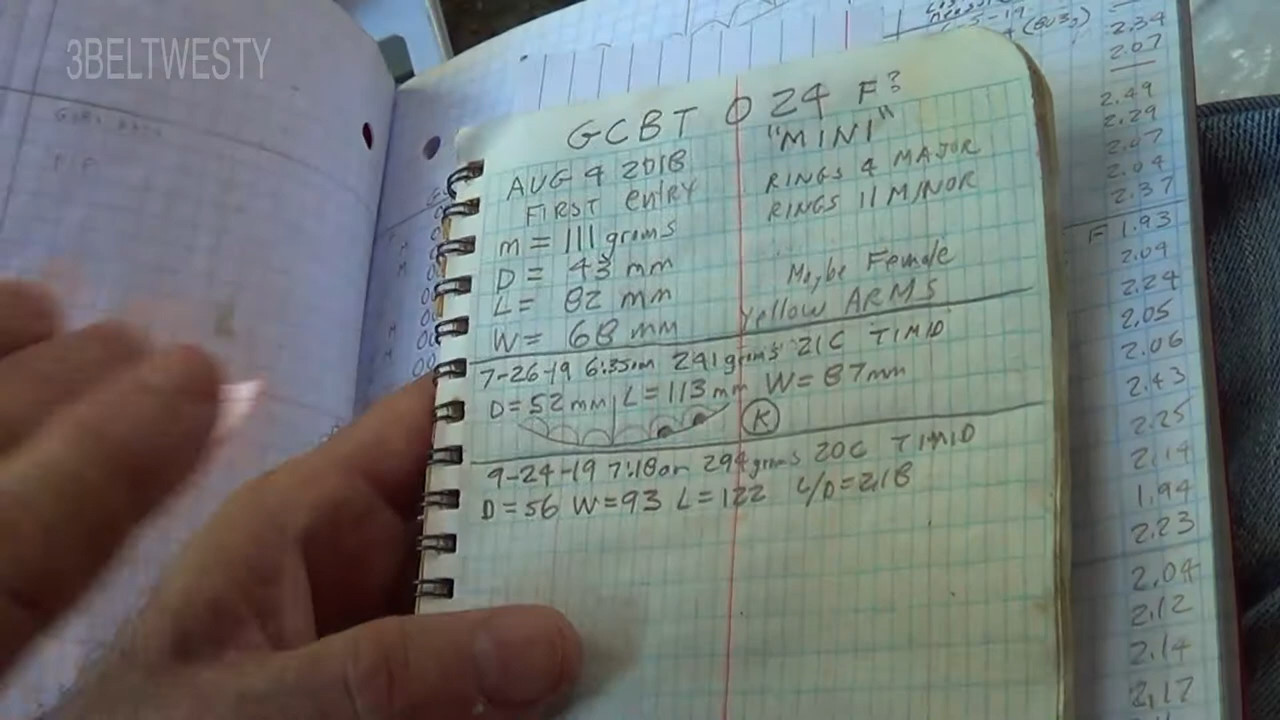 3BELTWESTY
GCBT 024 F?
"MINI"
AUG 4 2018
FIRST entry
m = 111 grams
D = 43 mm
L = 82 mm
W = 68 mm
RINGS 4 MAJOR
RINGS 11 MINOR
Maybe Female
Yellow ARMS
7-26-19 6:35am 241 grams 21C TIMID
D = 52 mm L = 113 mm W = 87 mm
K
9-24-19 7:18am 294 grams 20C TIMID
D = 56 W = 93 L = 122 L/D = 2.18
2.34
2.07
2.49
2.29
2.07
2.04
2.37
F 1.93
2.04
2.24
2.05
2.06
2.43
2.25
2.14
1.94
2.23
2.04
2.12
2.14
2.17